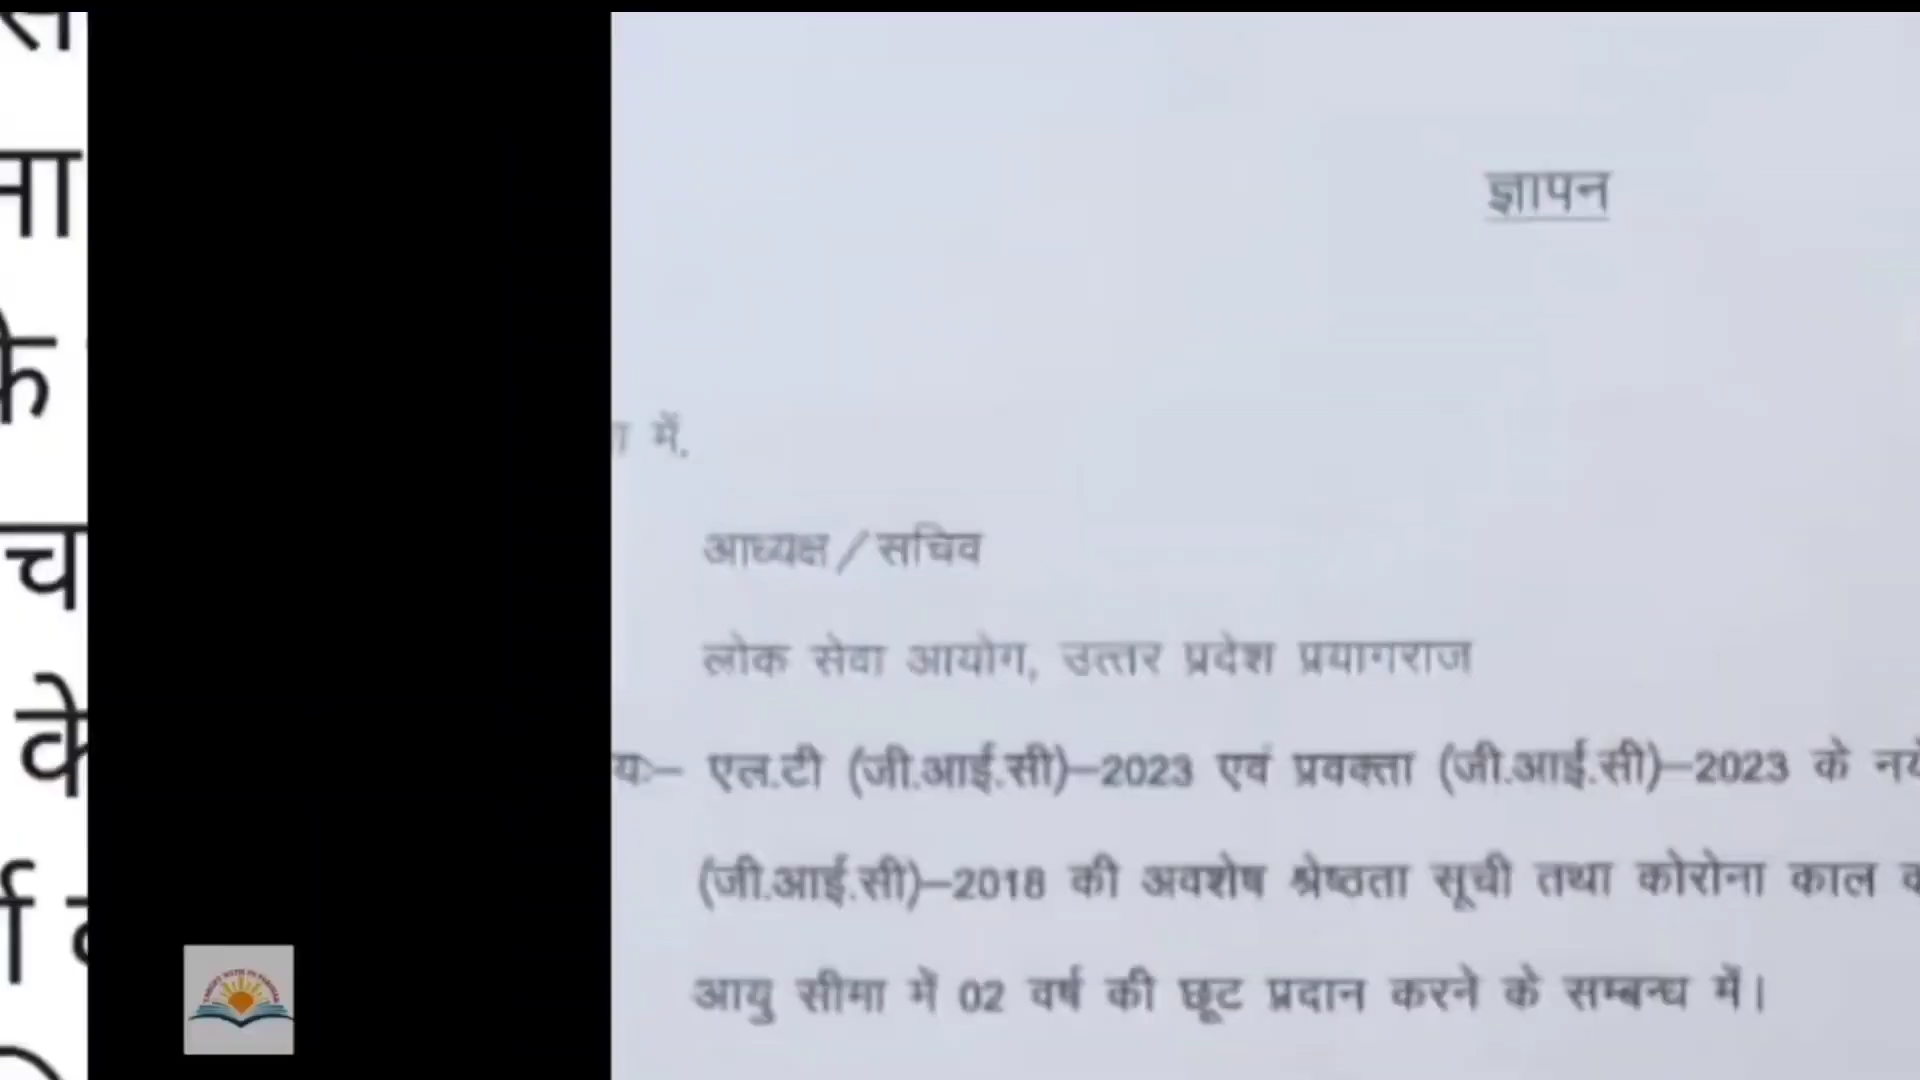 ज्ञापन
में.
आध्यक्ष/सचिव
लोक सेवा आयोग, उत्तर प्रदेश प्रयागराज
एल.टी (जी.आई.सी)–2023 एवं प्रवक्ता (जी.आई.सी)–2023 के
(जी.आई.सी)–2018 की अवशेष श्रेष्ठता सूची तथा कोरोना काल
आयु सीमा में 02 वर्ष की छूट प्रदान करने के सम्बन्ध में।